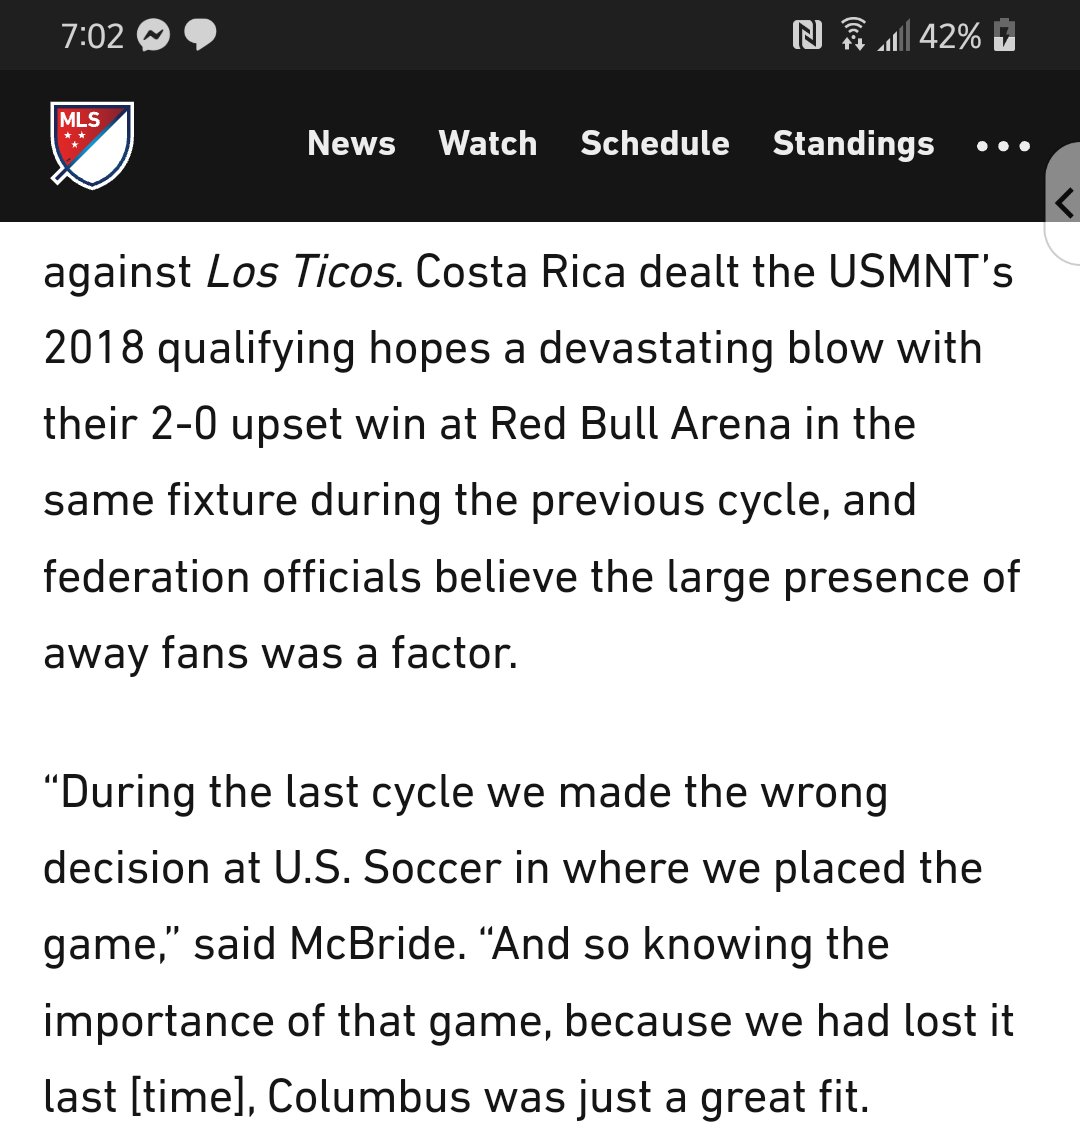 7:02 42%
MLS
News Watch Schedule Standings
against Los Ticos. Costa Rica dealt the USMNT’s
2018 qualifying hopes a devastating blow with
their 2-0 upset win at Red Bull Arena in the
same fixture during the previous cycle, and
federation officials believe the large presence of
away fans was a factor.
“During the last cycle we made the wrong
decision at U.S. Soccer in where we placed the
game,” said McBride. “And so knowing the
importance of that game, because we had lost it
last [time], Columbus was just a great fit.